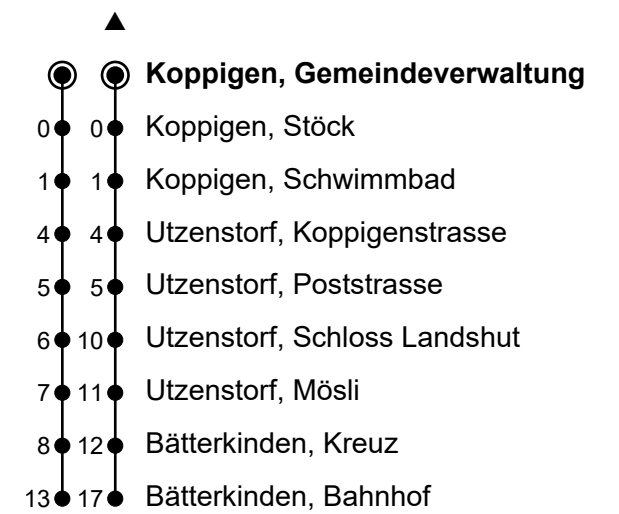 ▲
Koppigen, Gemeindeverwaltung
0 0 Koppigen, Stöck
1 1 Koppigen, Schwimmbad
4 4 Utzenstorf, Koppigenstrasse
5 5 Utzenstorf, Poststrasse
6 10 Utzenstorf, Schloss Landshut
7 11 Utzenstorf, Mösli
8 12 Bätterkinden, Kreuz
13 17 Bätterkinden, Bahnhof